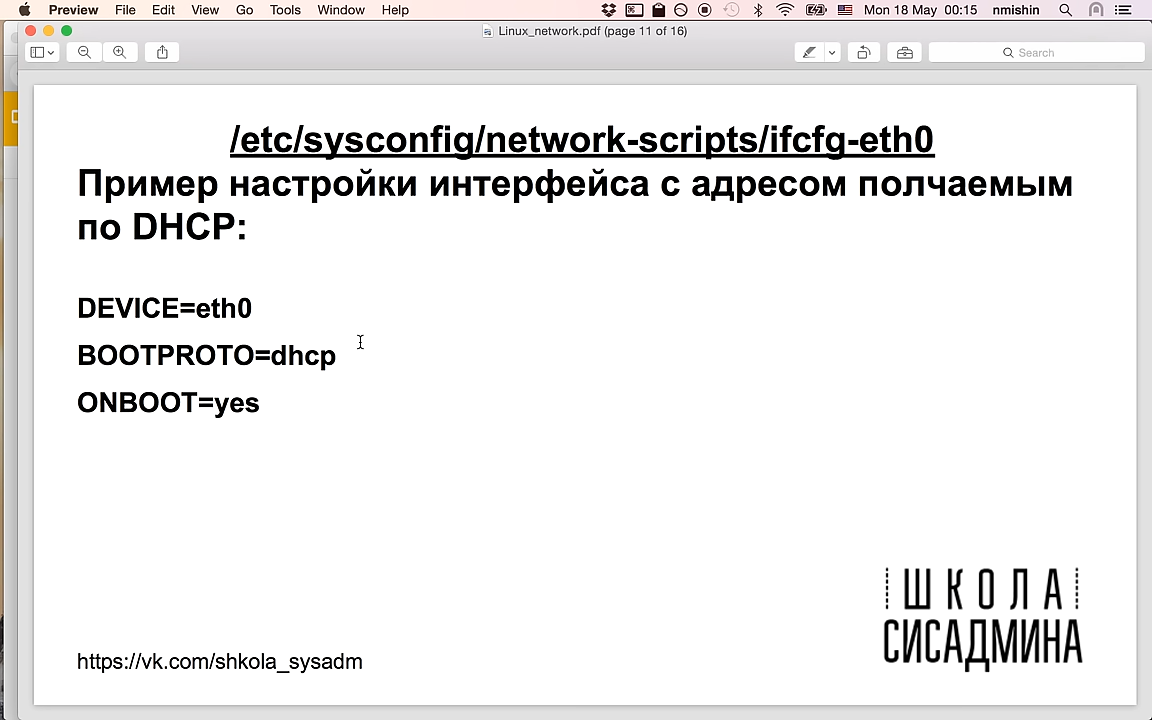 Preview File Edit View Go Tools Window Help Mon 18 May 00:15 nmishin
Linux_network.pdf (page 11 of 16)
Search
/etc/sysconfig/network-scripts/ifcfg-eth0
Пример настройки интерфейса с адресом полчаемым
по DHCP:
DEVICE=eth0
BOOTPROTO=dhcp
ONBOOT=yes
ШКОЛА
СИСАДМИНА
https://vk.com/shkola_sysadm